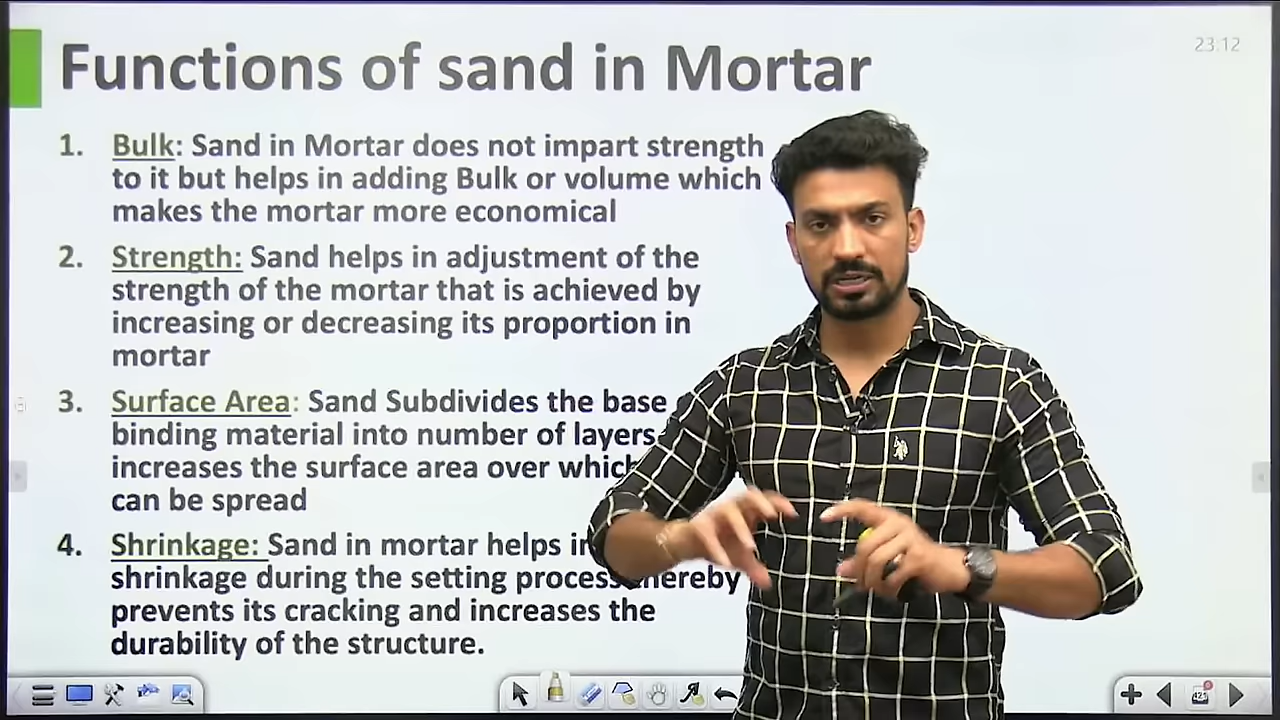 Functions of sand in Mortar
23:12
1. Bulk: Sand in Mortar does not impart strength
to it but helps in adding Bulk or volume which
makes the mortar more economical
2. Strength: Sand helps in adjustment of the
strength of the mortar that is achieved by
increasing or decreasing its proportion in
mortar
3. Surface Area: Sand Subdivides the base
binding material into number of layers
increases the surface area over which
can be spread
4. Shrinkage: Sand in mortar helps in
shrinkage during the setting process
prevents its cracking and increases the
durability of the structure.